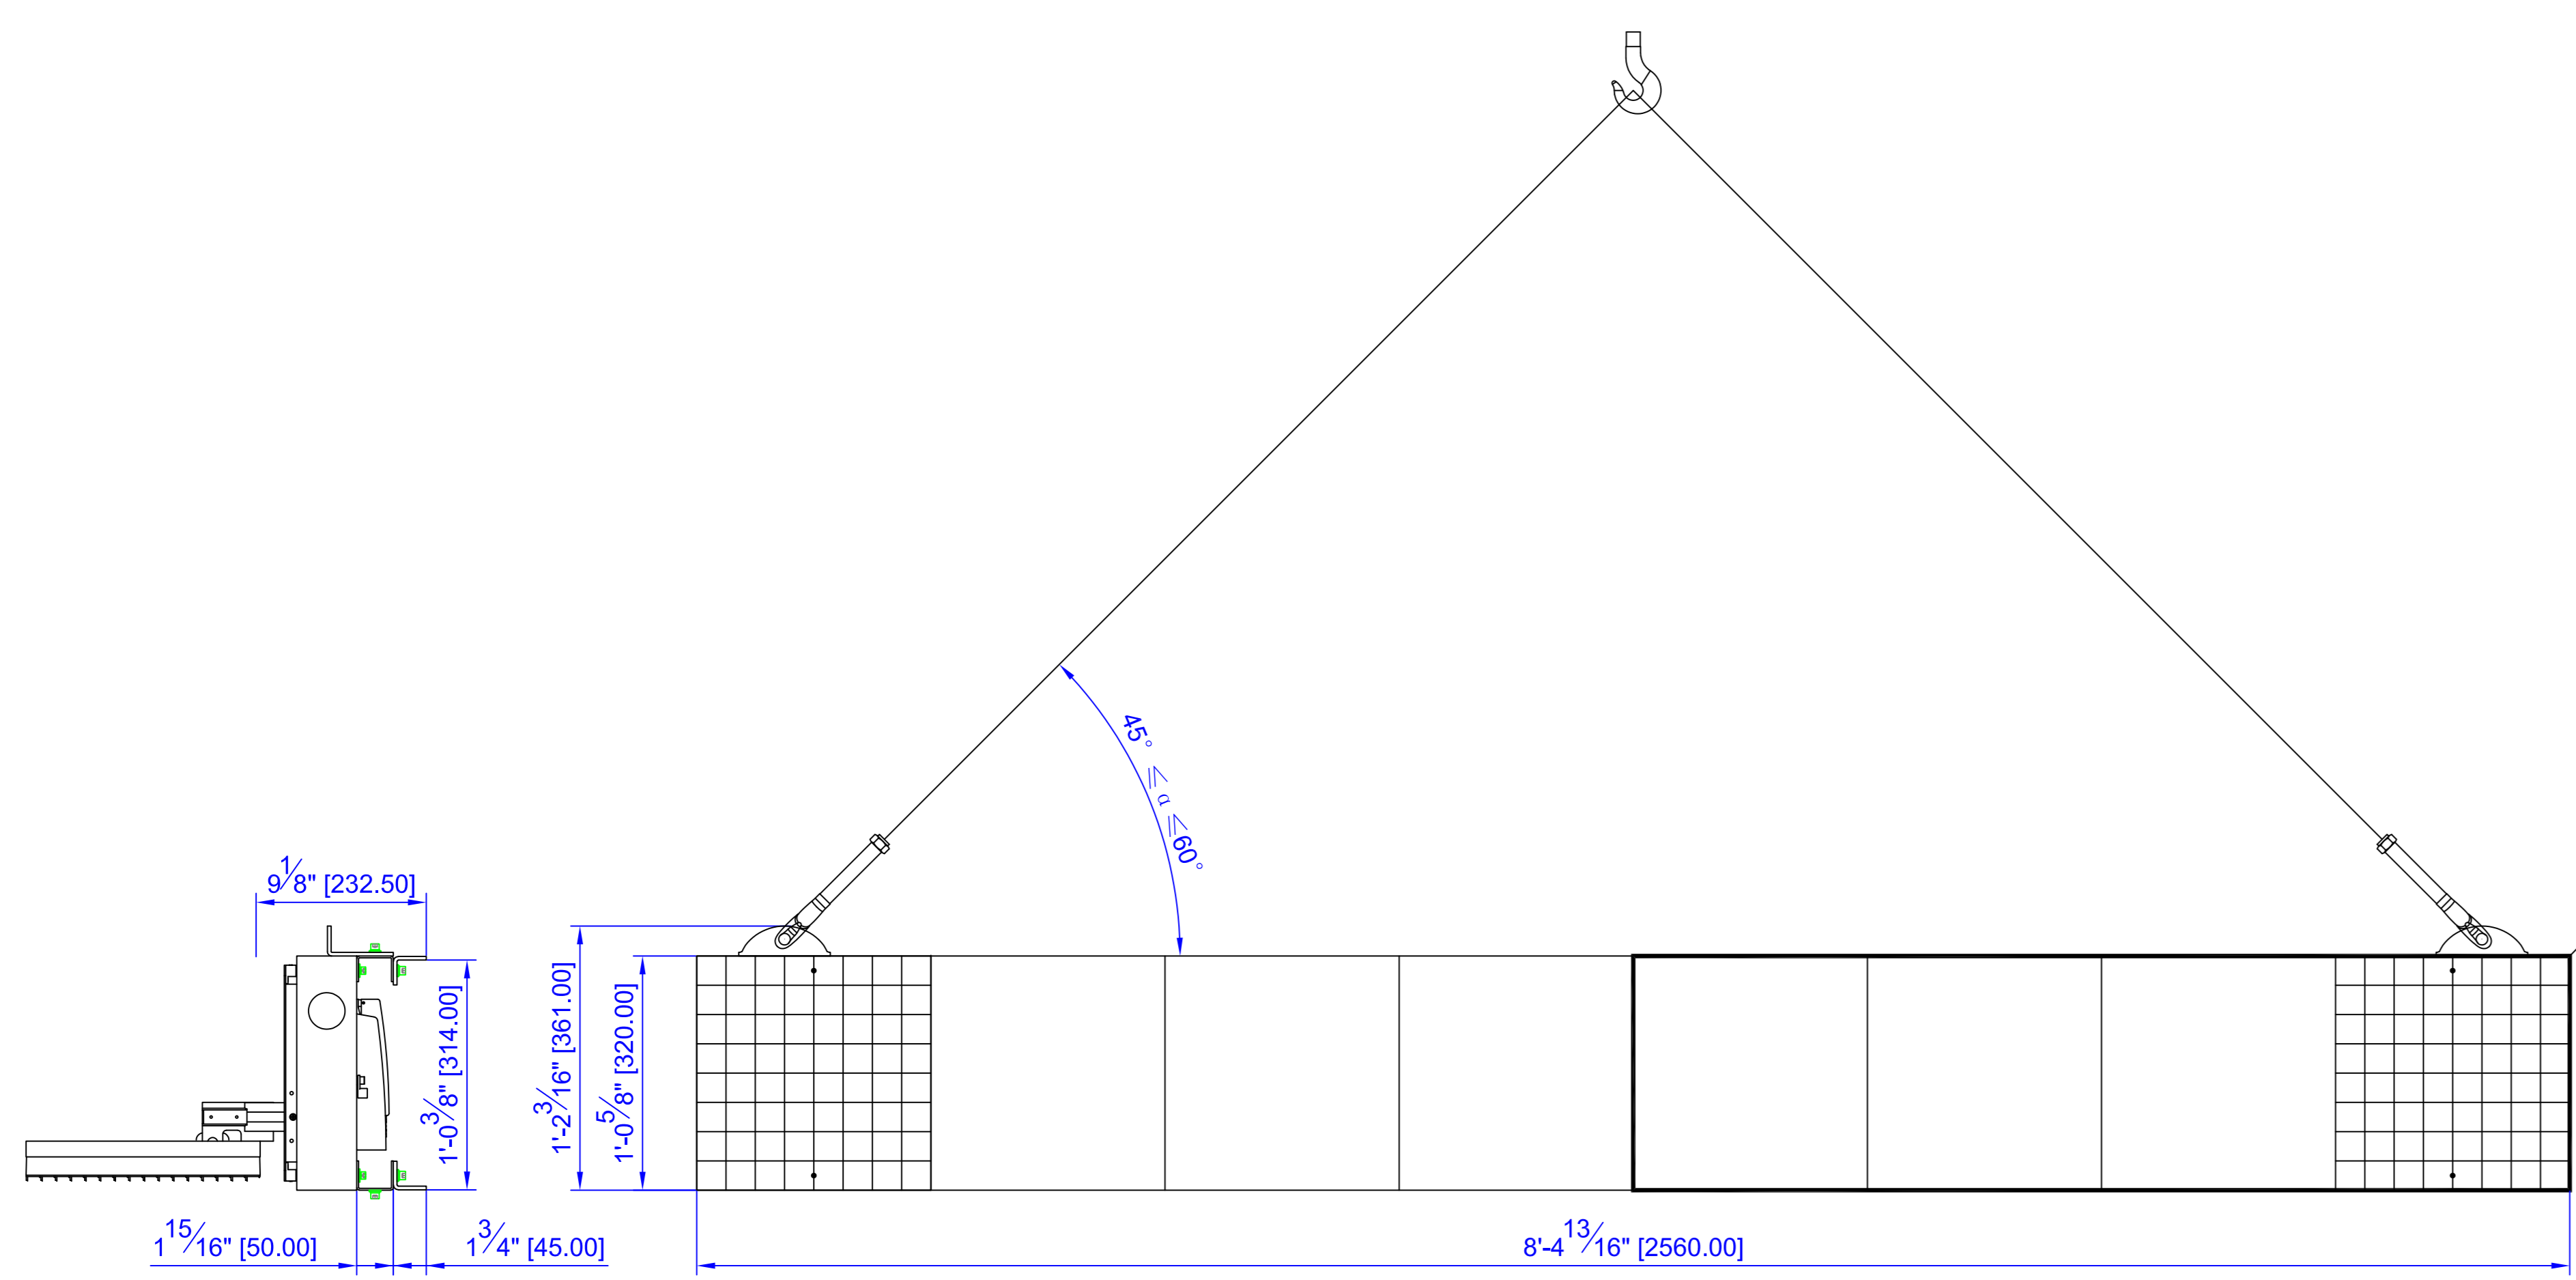 45° ≤ α ≤60°
9 1/8" [232.50]
1'-0 3/8" [314.00]
1'-2 3/16" [361.00]
1'-0 5/8" [320.00]
1 15/16" [50.00]
1 3/4" [45.00]
8'-4 13/16" [2560.00]